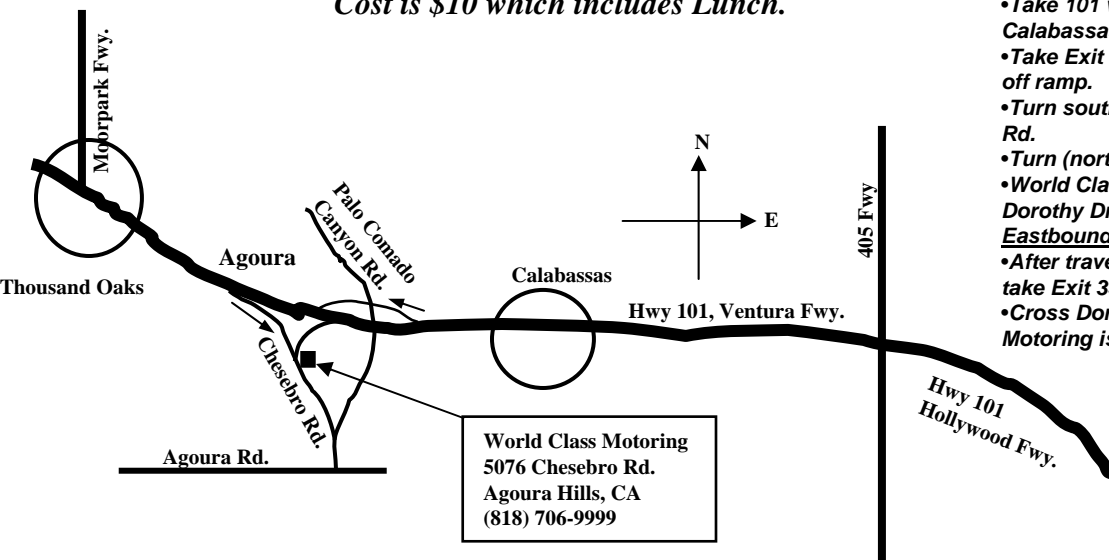 Cost is $10 which includes Lunch.
Moorpark Fwy.
Thousand Oaks
Agoura
Palo Comado
Canyon Rd.
Calabassas
N
E
405 Fwy
Hwy 101, Ventura Fwy.
Hwy 101
Hollywood Fwy.
Chesebro Rd.
Agoura Rd.
World Class Motoring
5076 Chesebro Rd.
Agoura Hills, CA
(818) 706-9999
•Take 101
Calabassa
•Take Exit
off ramp.
•Turn sout
Rd.
•Turn (nort
•World Cla
Dorothy Dr
Eastbound
•After trave
take Exit 3
•Cross Dor
Motoring is